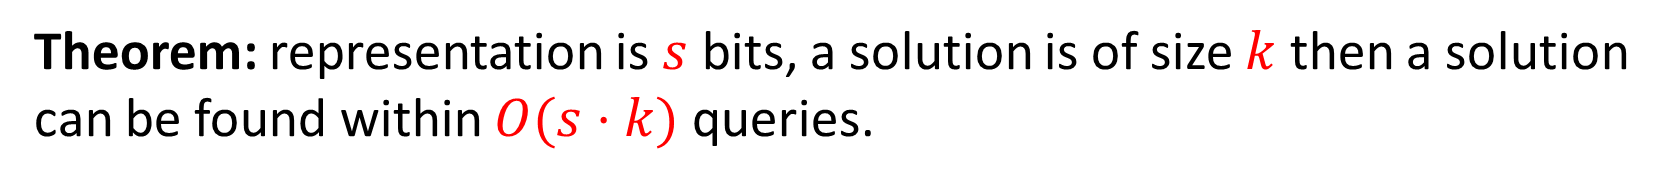 Theorem: representation is s bits, a solution is of size k then a solution
can be found within O(s · k) queries.